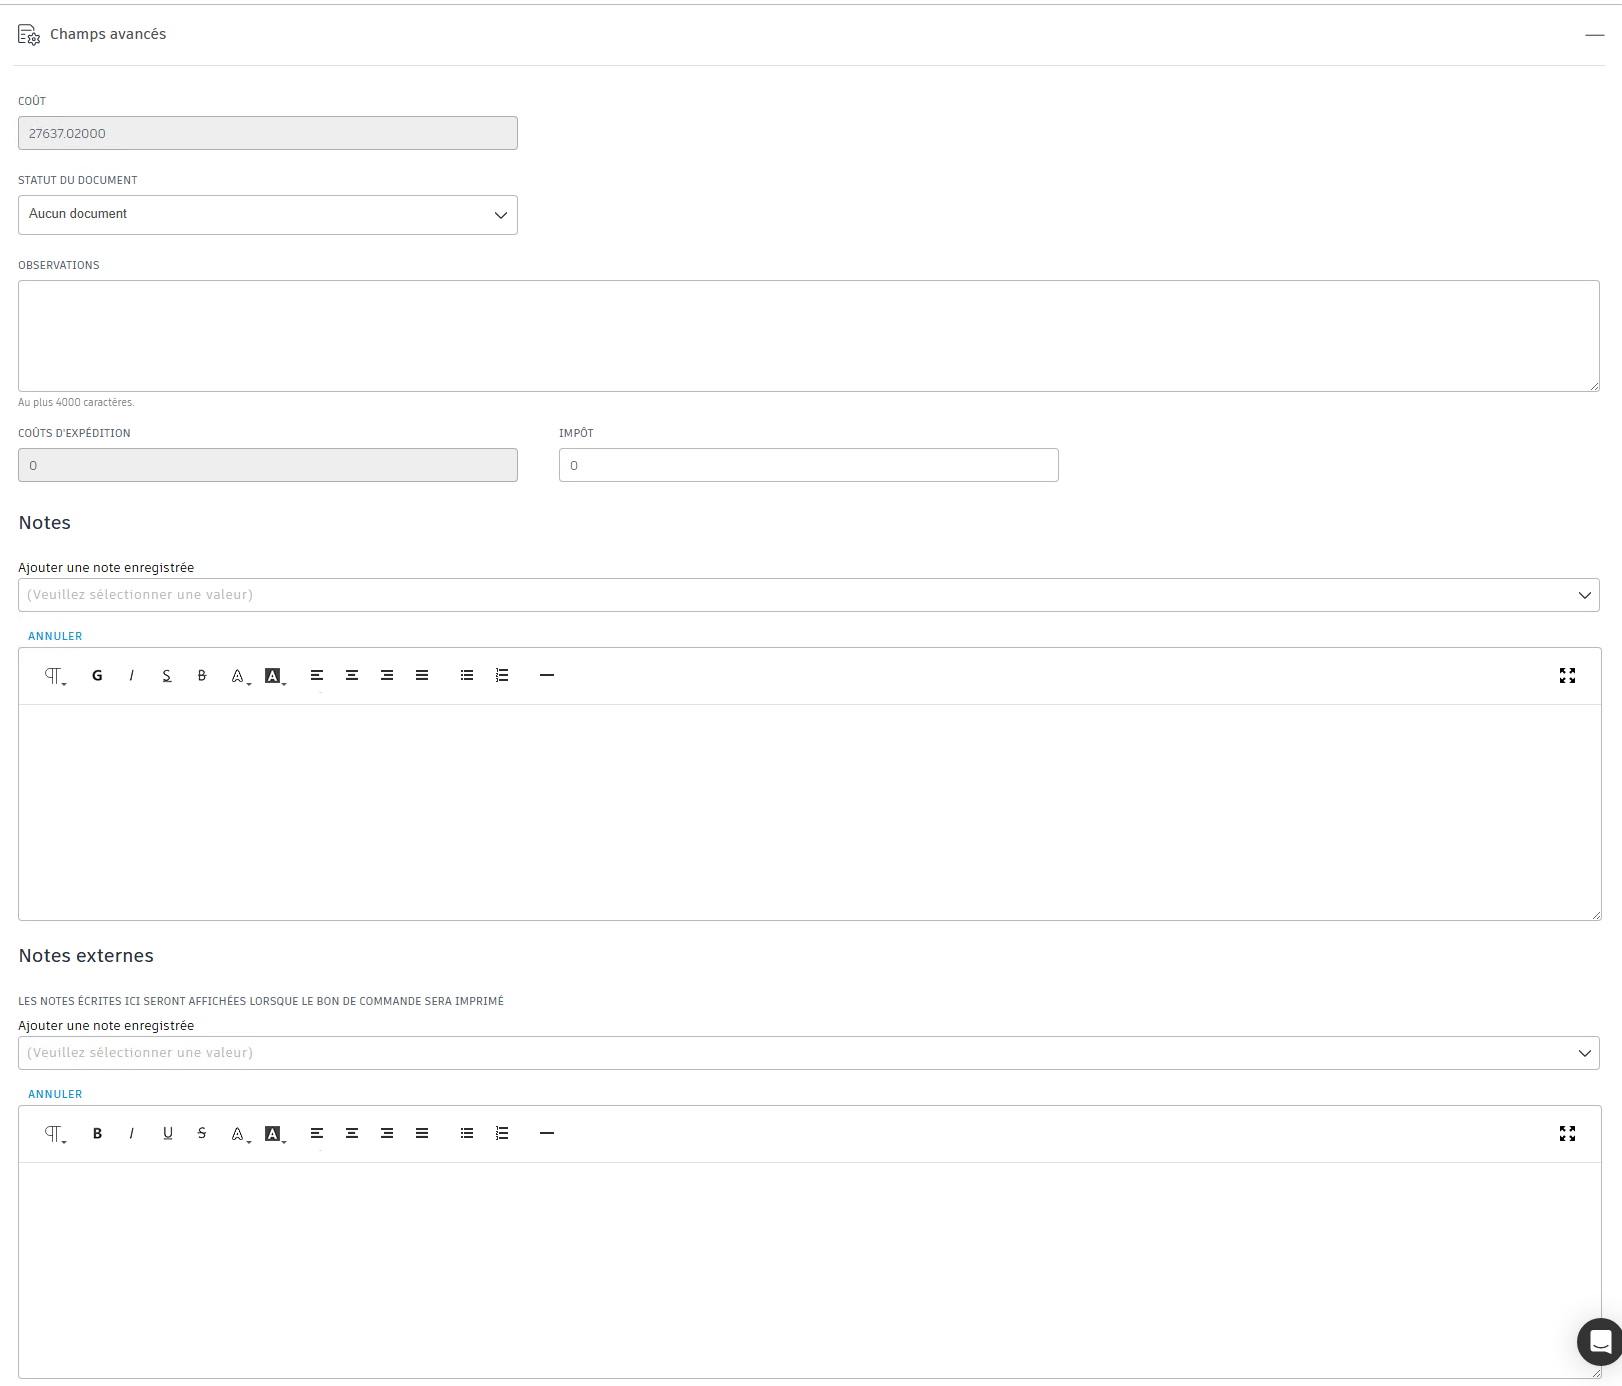 Champs avancés
COÛT
27637.02000
STATUT DU DOCUMENT
Aucun document
OBSERVATIONS
Au plus 4000 caractères.
COÛTS D'EXPÉDITION
IMPÔT
0
0
Notes
Ajouter une note enregistrée
(Veuillez sélectionner une valeur)
ANNULER
G I S B A A
Notes externes
LES NOTES ÉCRITES ICI SERONT AFFICHÉES LORSQUE LE BON DE COMMANDE SERA IMPRIMÉ
Ajouter une note enregistrée
(Veuillez sélectionner une valeur)
ANNULER
B I U S A A